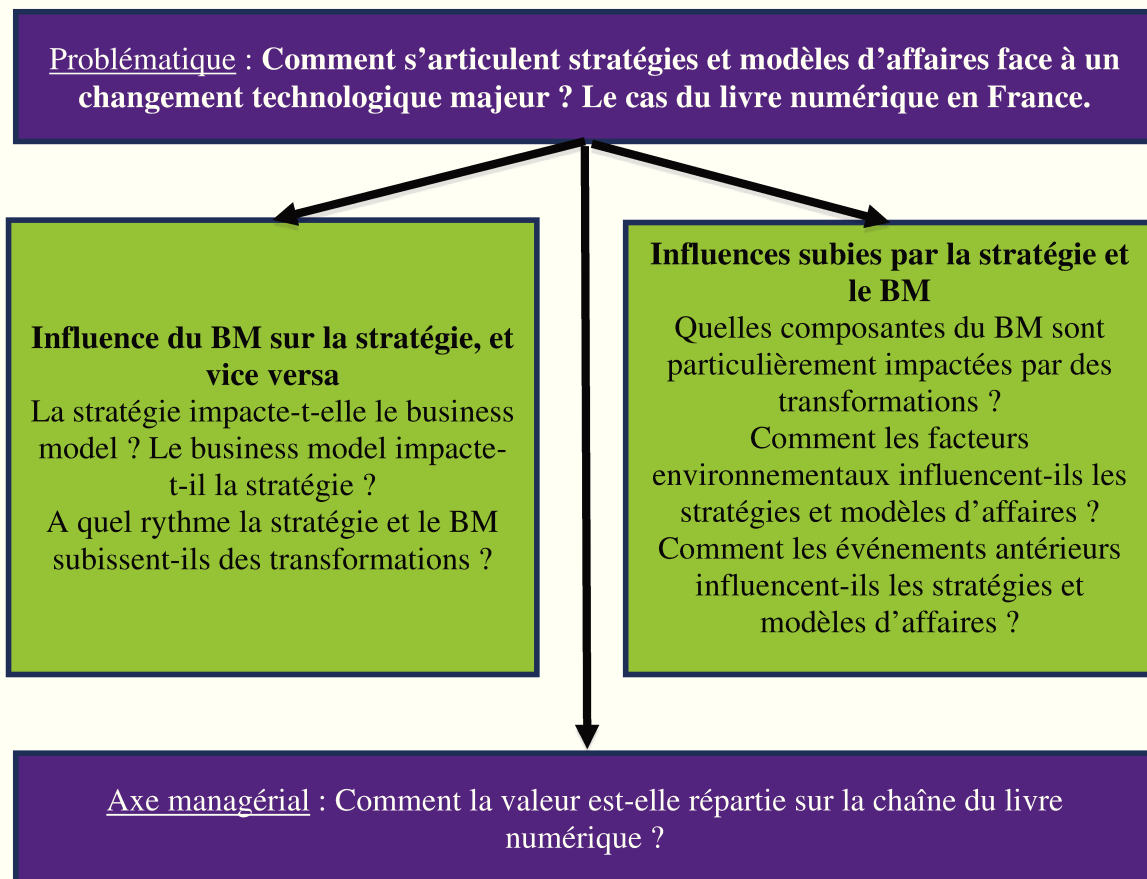 Problématique : Comment s’articulent stratégies et modèles d’affaires face à un
changement technologique majeur ? Le cas du livre numérique en France.
Influence du BM sur la stratégie, et
vice versa
La stratégie impacte-t-elle le business
model ? Le business model impacte-
t-il la stratégie ?
A quel rythme la stratégie et le BM
subissent-ils des transformations ?
Influences subies par la stratégie et
le BM
Quelles composantes du BM sont
particulièrement impactées par des
transformations ?
Comment les facteurs
environnementaux influencent-ils les
stratégies et modèles d’affaires ?
Comment les événements antérieurs
influencent-ils les stratégies et
modèles d’affaires ?
Axe managérial : Comment la valeur est-elle répartie sur la chaîne du livre
numérique ?